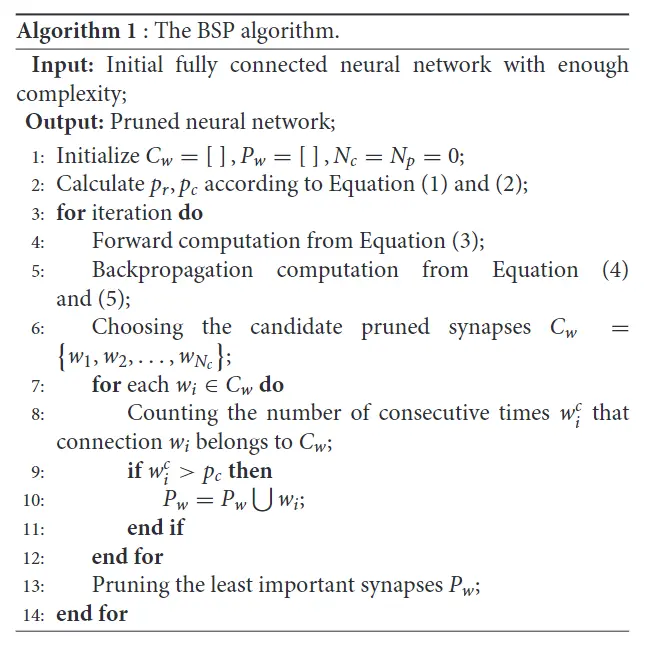 Algorithm 1 : The BSP algorithm.
Input: Initial fully connected neural network with enough
complexity;
Output: Pruned neural network;
1: Initialize C_w = [ ], P_w = [ ], N_c = N_p = 0;
2: Calculate p_r, p_c according to Equation (1) and (2);
3: for iteration do
4: Forward computation from Equation (3);
5: Backpropagation computation from Equation (4)
and (5);
6: Choosing the candidate pruned synapses C_w =
{w_1, w_2, . . . , w_{N_c}};
7: for each w_i ∈ C_w do
8: Counting the number of consecutive times w_i^c that
connection w_i belongs to C_w;
9: if w_i^c > p_c then
10: P_w = P_w ⋃ w_i;
11: end if
12: end for
13: Pruning the least important synapses P_w;
14: end for